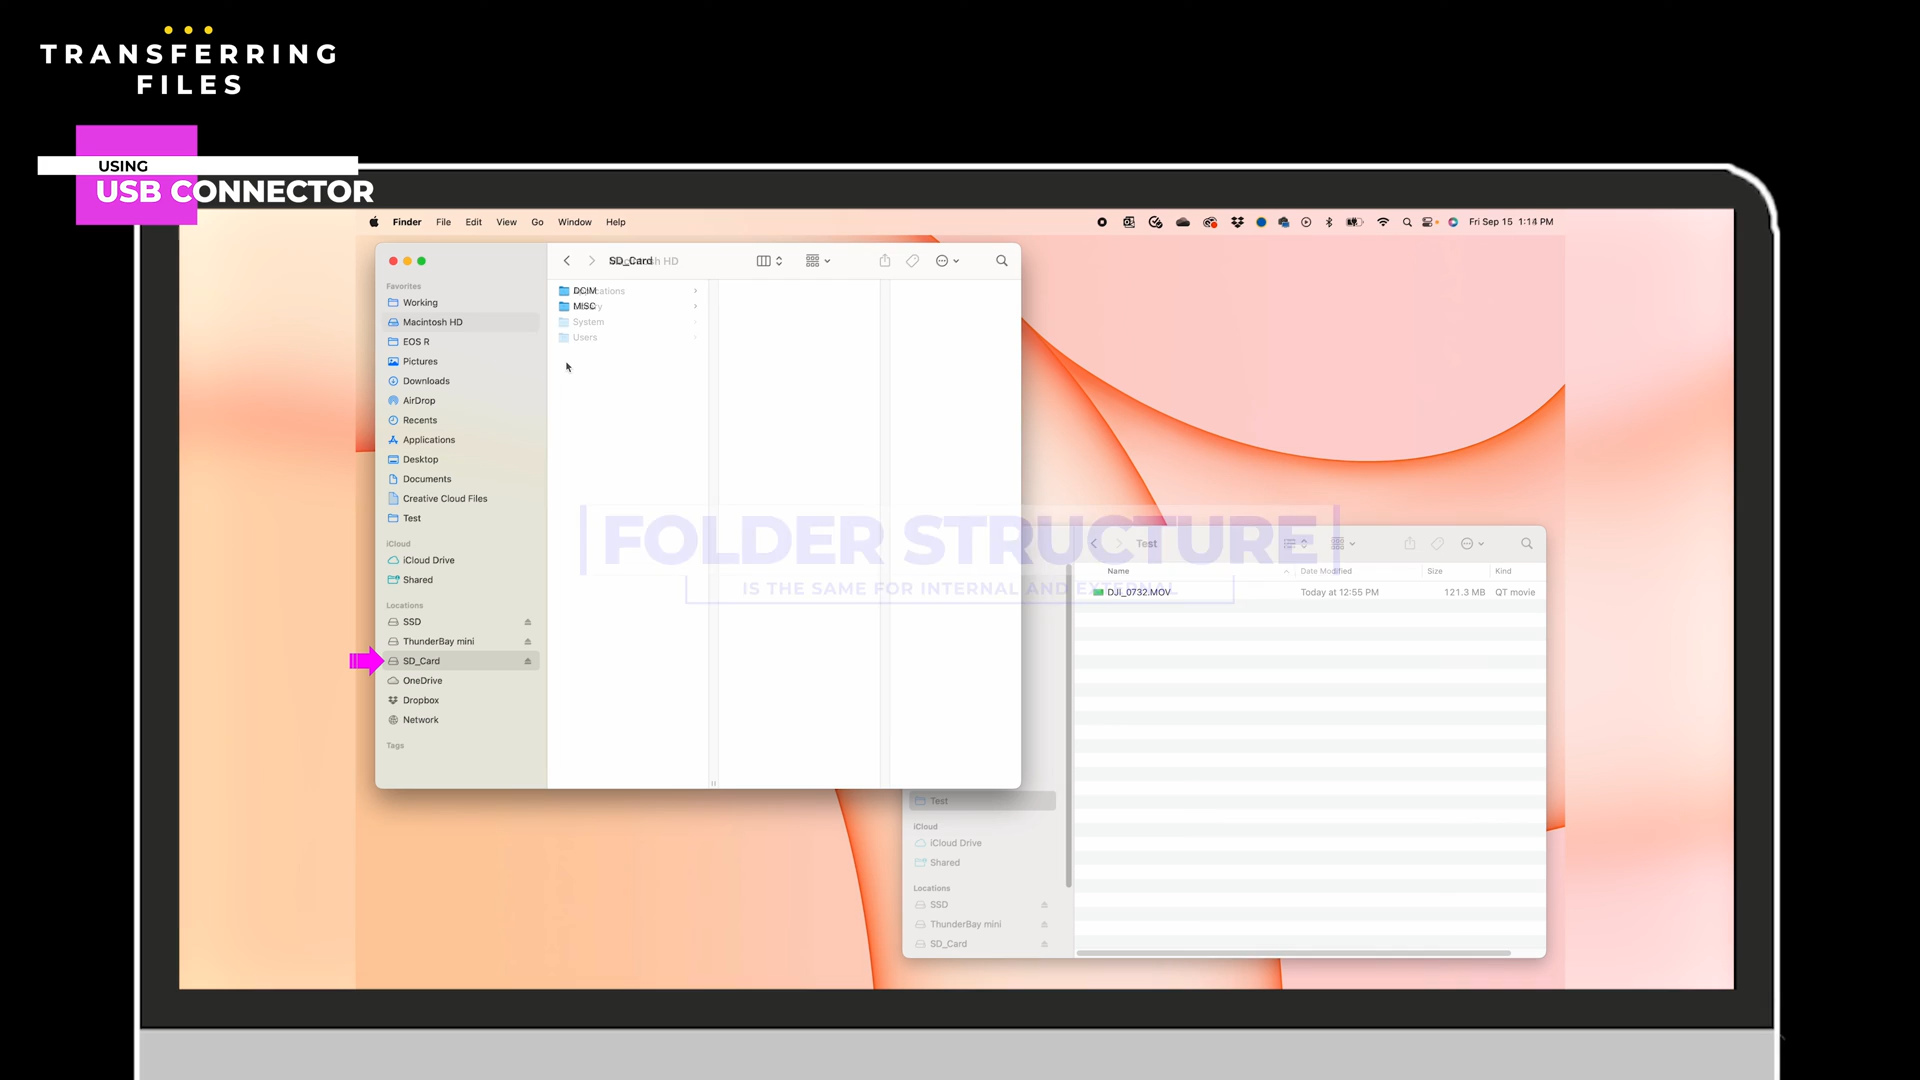 TRANSFERRING
FILES
USING
USB CONNECTOR
Finder File Edit View Go Window Help
Fri Sep 15 1:14 PM
SD_Card
Favorites
Working
Macintosh HD
EOS R
Pictures
Downloads
AirDrop
Recents
Applications
Desktop
Documents
Creative Cloud Files
Test
iCloud
iCloud Drive
Shared
Locations
SSD
ThunderBay mini
SD_Card
OneDrive
Dropbox
Network
Tags
DCIM
MISC
System
Users
FOLDER STRUCTURE
IS THE SAME FOR INTERNAL AND EXTERNAL
Test
Name Date Modified Size Kind
DJI_0732.MOV Today at 12:55 PM 121.3 MB QT movie
Test
iCloud
iCloud Drive
Shared
Locations
SSD
ThunderBay mini
SD_Card